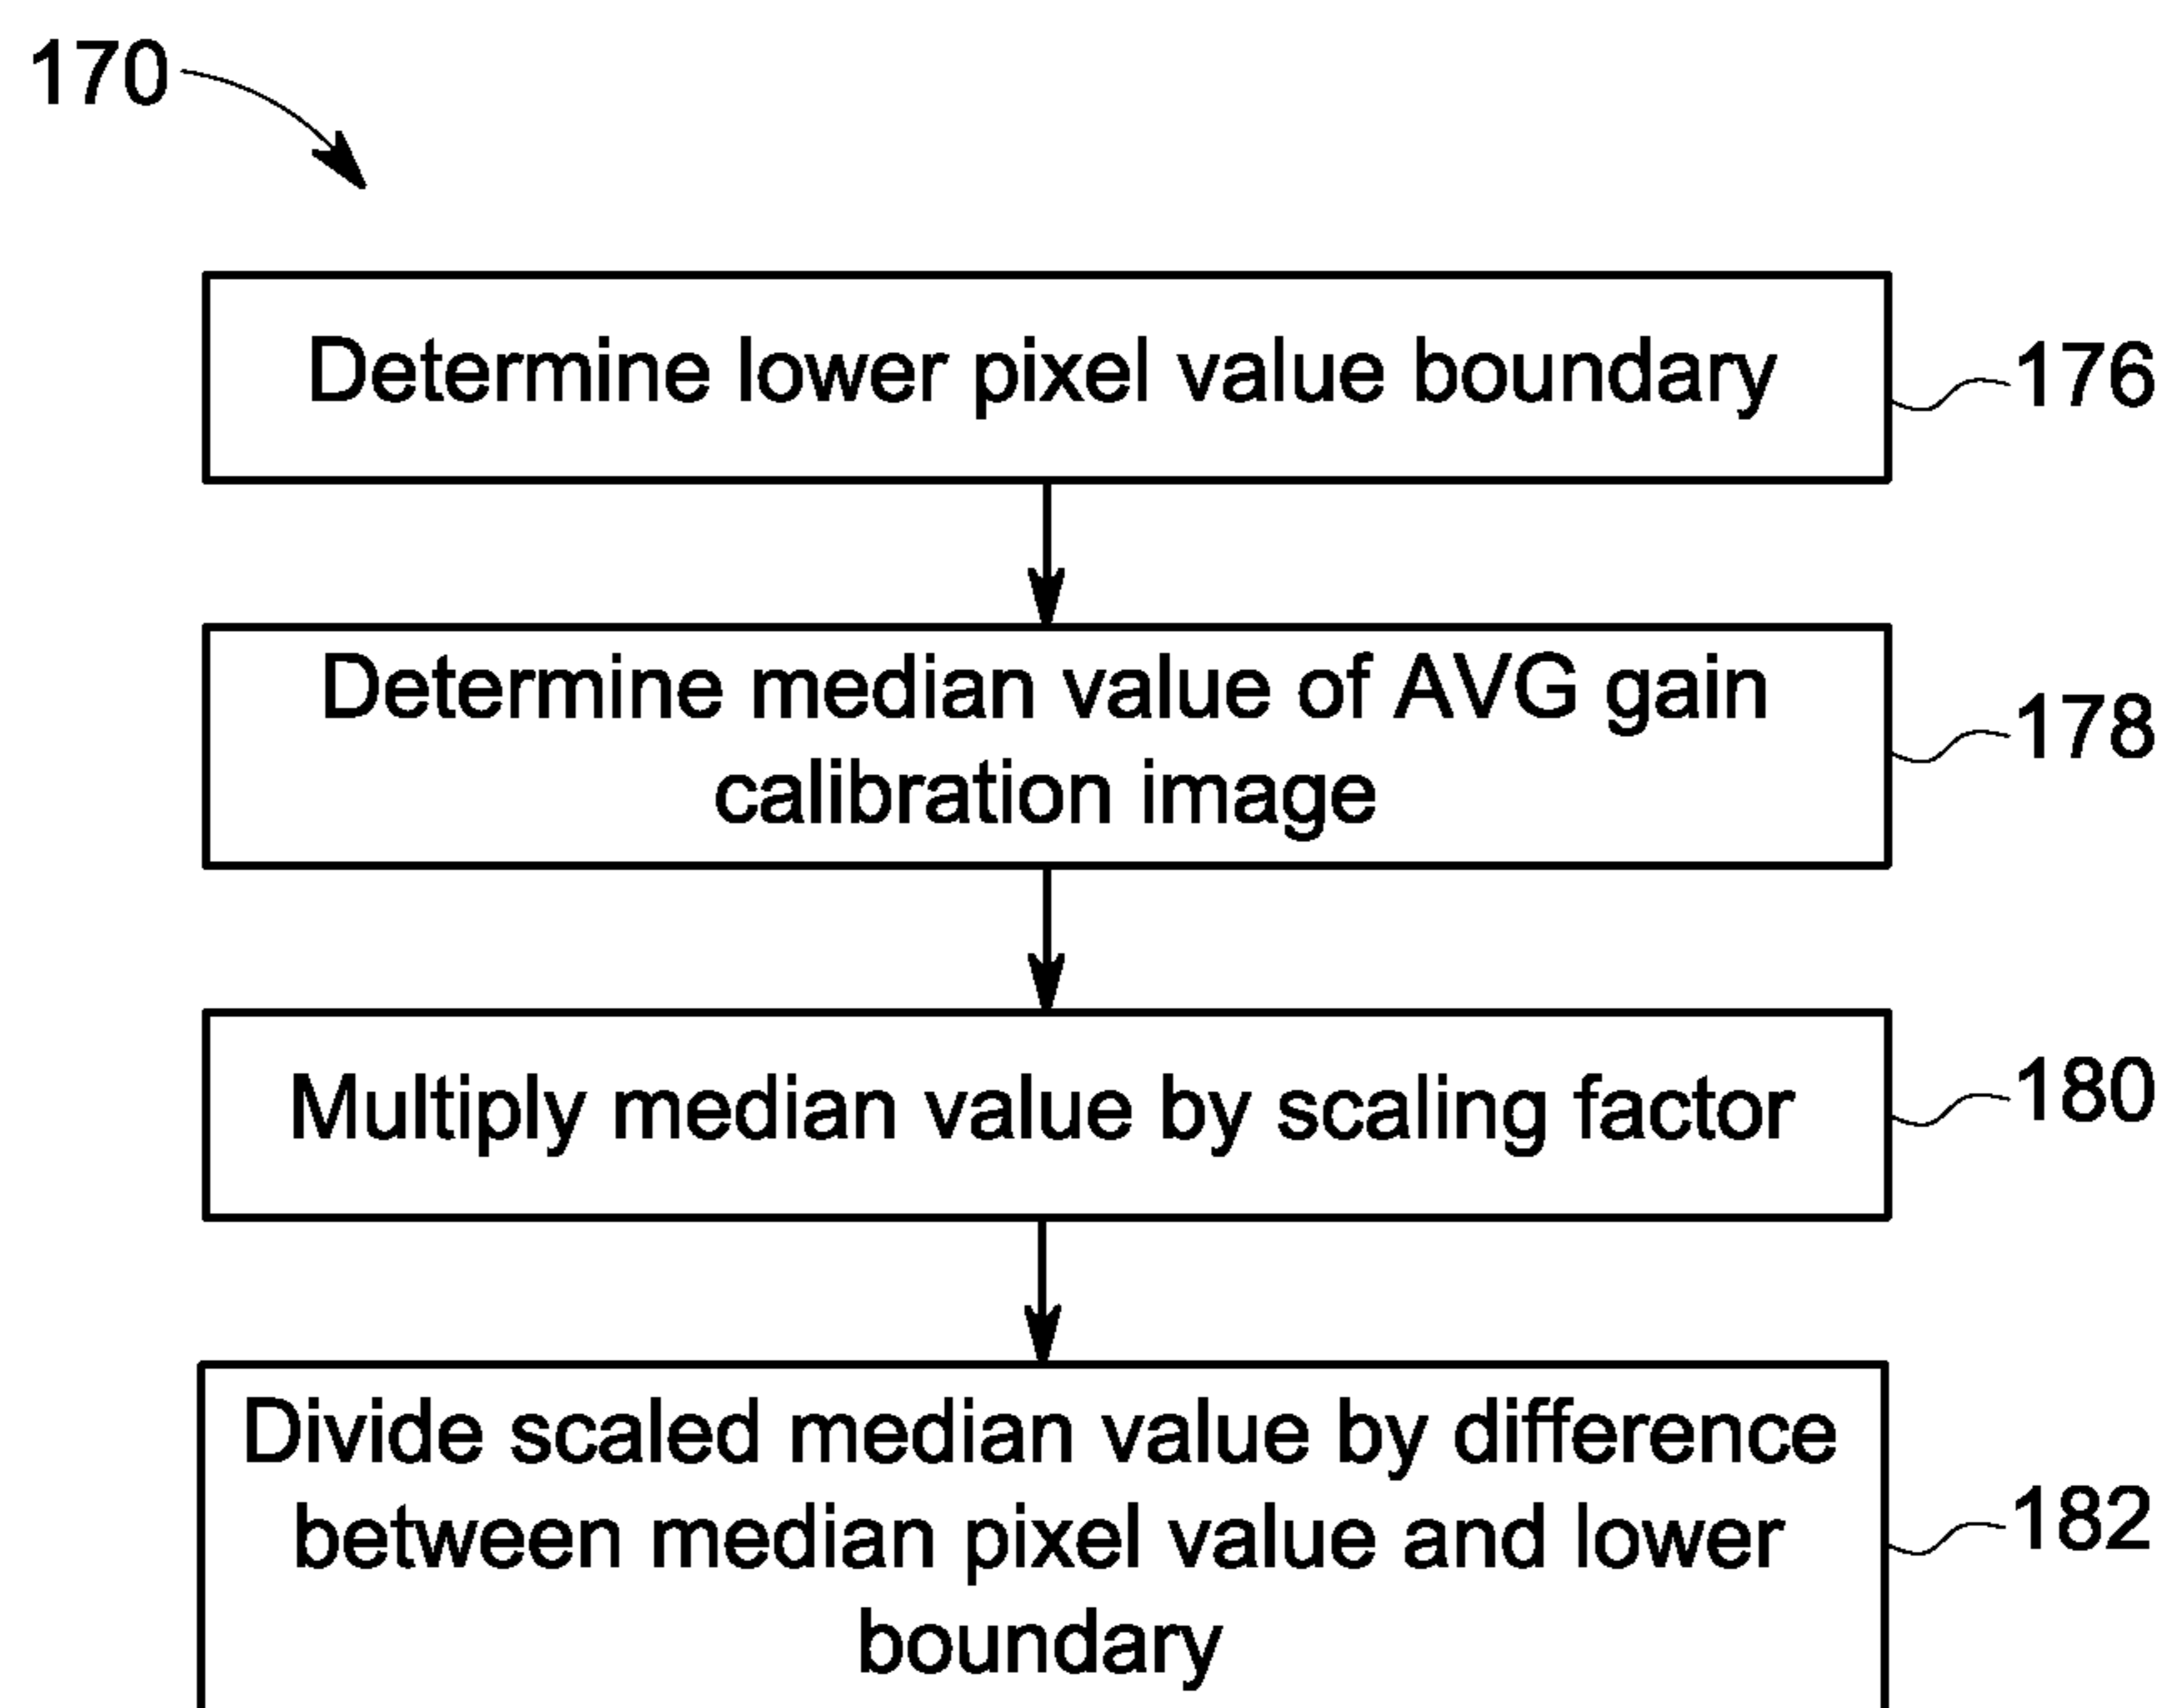 170
Determine lower pixel value boundary
176
Determine median value of AVG gain
calibration image
178
Multiply median value by scaling factor
180
Divide scaled median value by difference
between median pixel value and lower
boundary
182